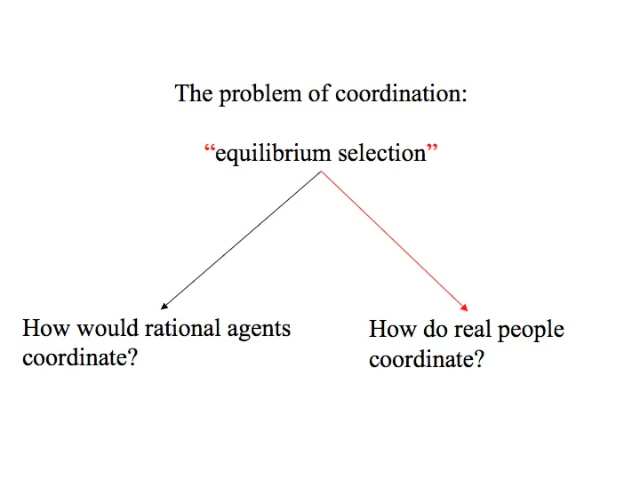 The problem of coordination:
“equilibrium selection”
How would rational agents
coordinate?
How do real people
coordinate?